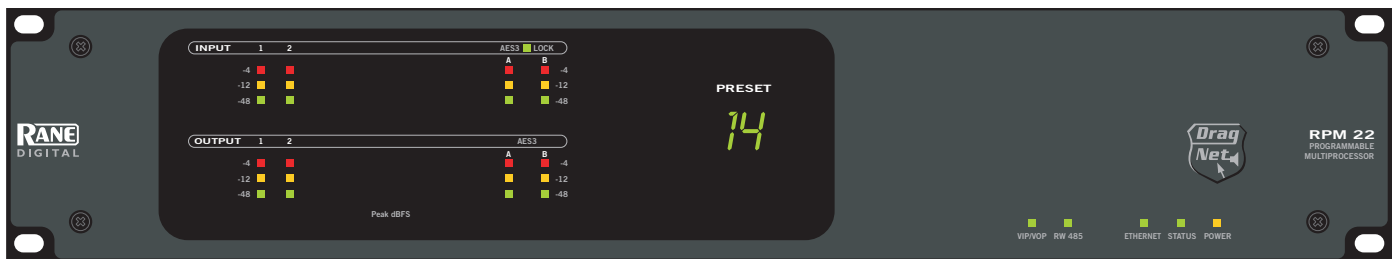 INPUT 1 2 AES3 LOCK
A B
-4 -4
-12 -12
-48 -48
OUTPUT 1 2 AES3
A B
-4 -4
-12 -12
-48 -48
Peak dBFS
PRESET
14
RANE
DIGITAL
Drag
Net
RPM 22
PROGRAMMABLE
MULTIPROCESSOR
VIP/VOP RW 485 ETHERNET STATUS POWER